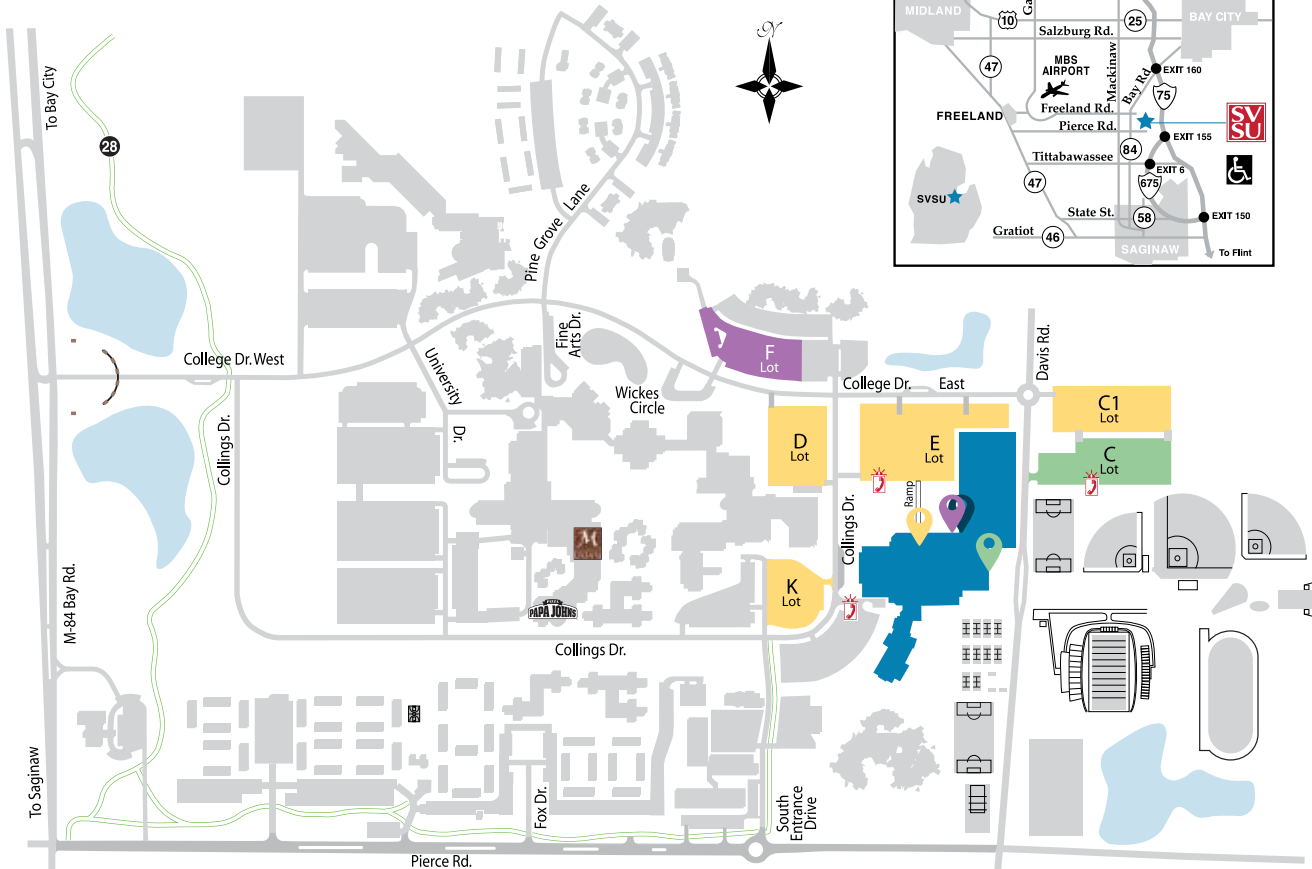 MIDLAND
10
25
BAY CITY
Salzburg Rd.
47
MBS
AIRPORT
Mackinaw
Bay Rd
EXIT 160
75
Freeland Rd.
FREELAND
Pierce Rd.
SV
SU
EXIT 155
84
Tittabawassee
EXIT 6
47
675
SVSU
State St.
58
EXIT 150
Gratiot
46
SAGINAW
To Flint
N
To Bay City
28
Pine Grove Lane
College Dr. West
University
Dr.
Fine
Arts Dr.
Wickes
Circle
F
Lot
College Dr.
East
Davis Rd.
C1
Lot
C
Lot
D
Lot
E
Lot
Ramp
Collings Dr.
Collings Dr.
M
K
Lot
PIZZA
PAPA JOHNS
M-84 Bay Rd.
Collings Dr.
To Saginaw
Fox Dr.
South
Entrance
Drive
Pierce Rd.